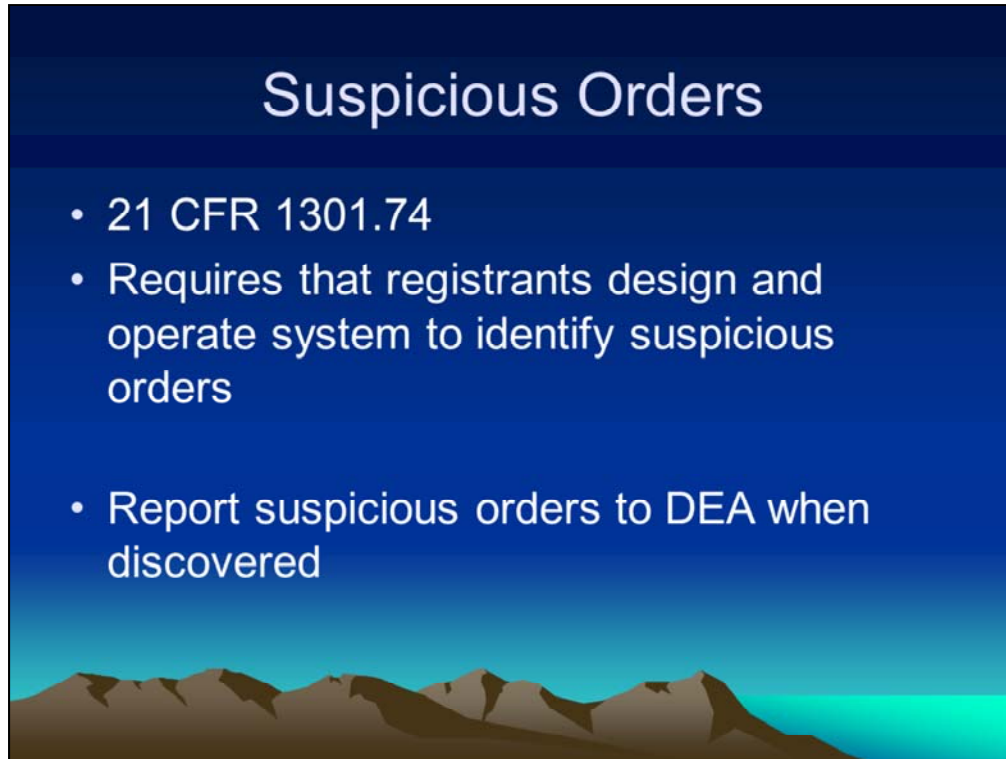 Suspicious Orders
• 21 CFR 1301.74
• Requires that registrants design and
operate system to identify suspicious
orders
• Report suspicious orders to DEA when
discovered